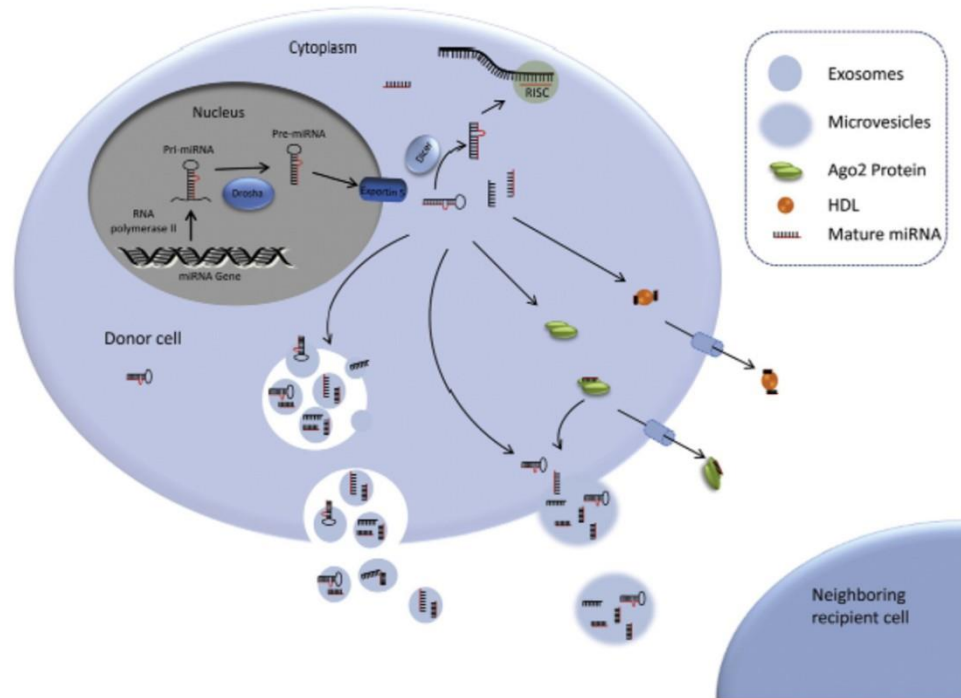 Cytoplasm
Nucleus
Pri-miRNA
Pre-miRNA
Drosha
RNA
polymerase II
miRNA Gene
Exportin 5
Dicer
RISC
Donor cell
Exosomes
Microvesicles
Ago2 Protein
HDL
Mature miRNA
Neighboring
recipient cell